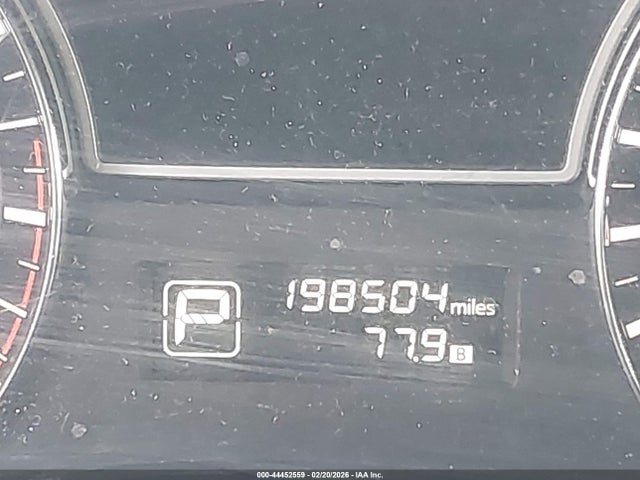 198504 miles
P
77.9 B
000-44452559 - 02/20/2026 - IAA Inc.